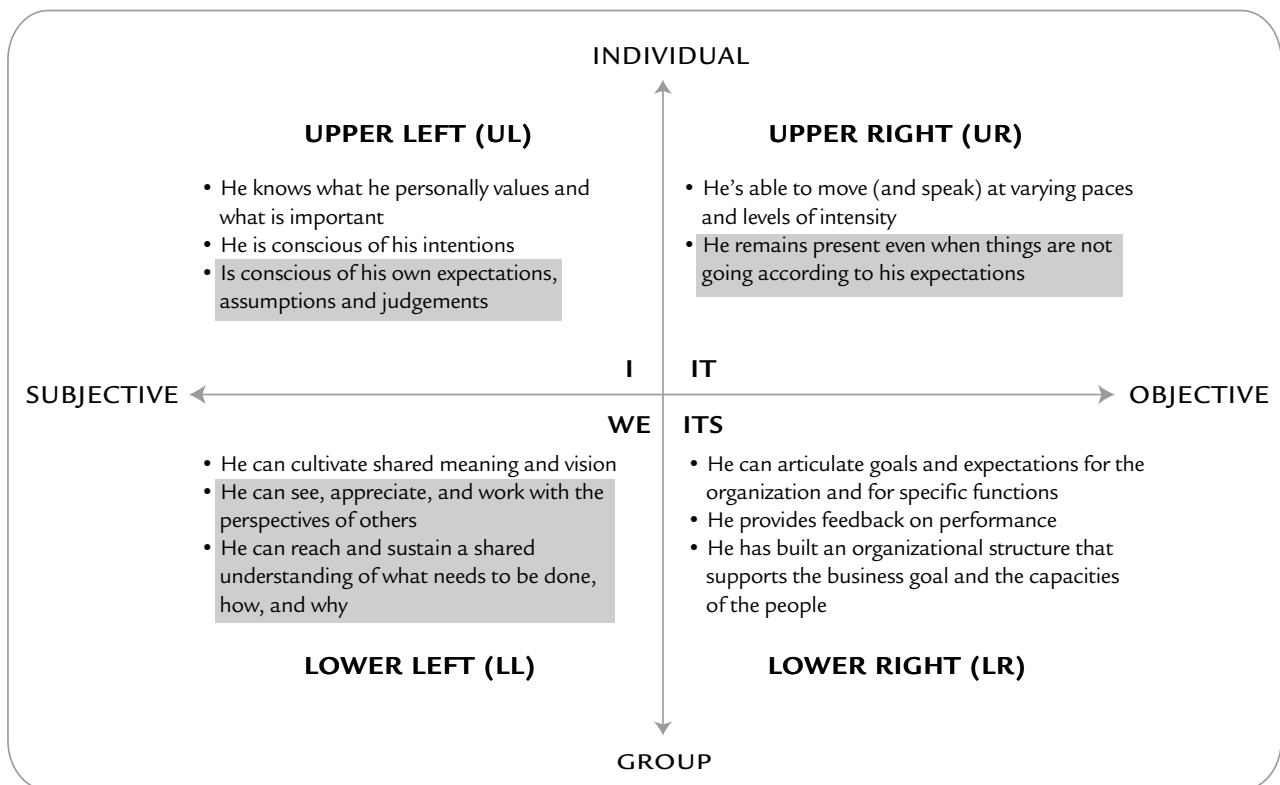 INDIVIDUAL
UPPER LEFT (UL)
• He knows what he personally values and
what is important
• He is conscious of his intentions
• Is conscious of his own expectations,
assumptions and judgements
UPPER RIGHT (UR)
• He’s able to move (and speak) at varying paces
and levels of intensity
• He remains present even when things are not
going according to his expectations
I
IT
SUBJECTIVE
OBJECTIVE
WE
ITS
• He can cultivate shared meaning and vision
• He can see, appreciate, and work with the
perspectives of others
• He can reach and sustain a shared
understanding of what needs to be done,
how, and why
LOWER LEFT (LL)
• He can articulate goals and expectations for the
organization and for specific functions
• He provides feedback on performance
• He has built an organizational structure that
supports the business goal and the capacities
of the people
LOWER RIGHT (LR)
GROUP